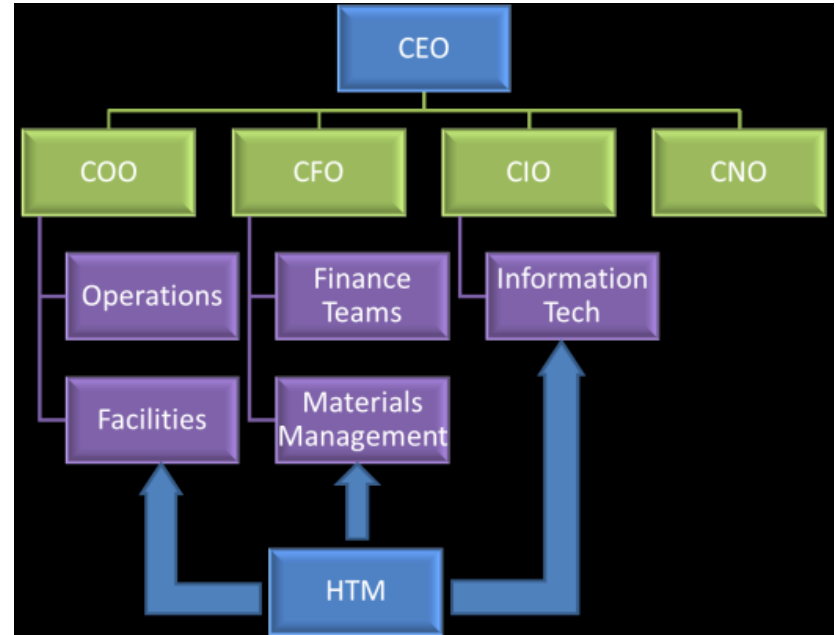 CEO
COO
CFO
CIO
CNO
Operations
Finance
Teams
Information
Tech
Facilities
Materials
Management
HTM